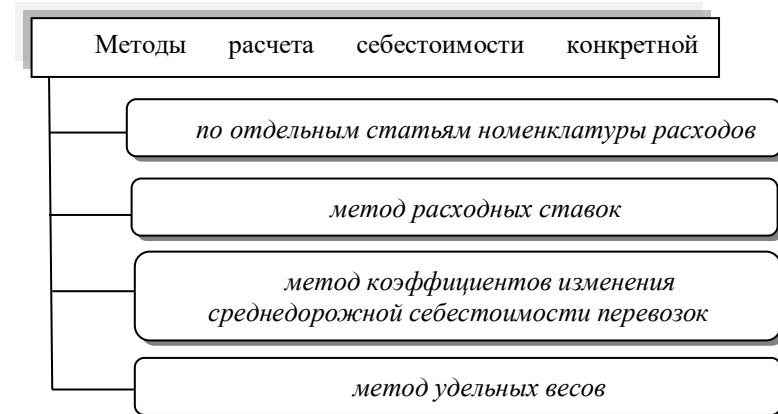 Методы расчета себестоимости конкретной
по отдельным статьям номенклатуры расходов
метод расходных ставок
метод коэффициентов изменения
среднедорожной себестоимости перевозок
метод удельных весов